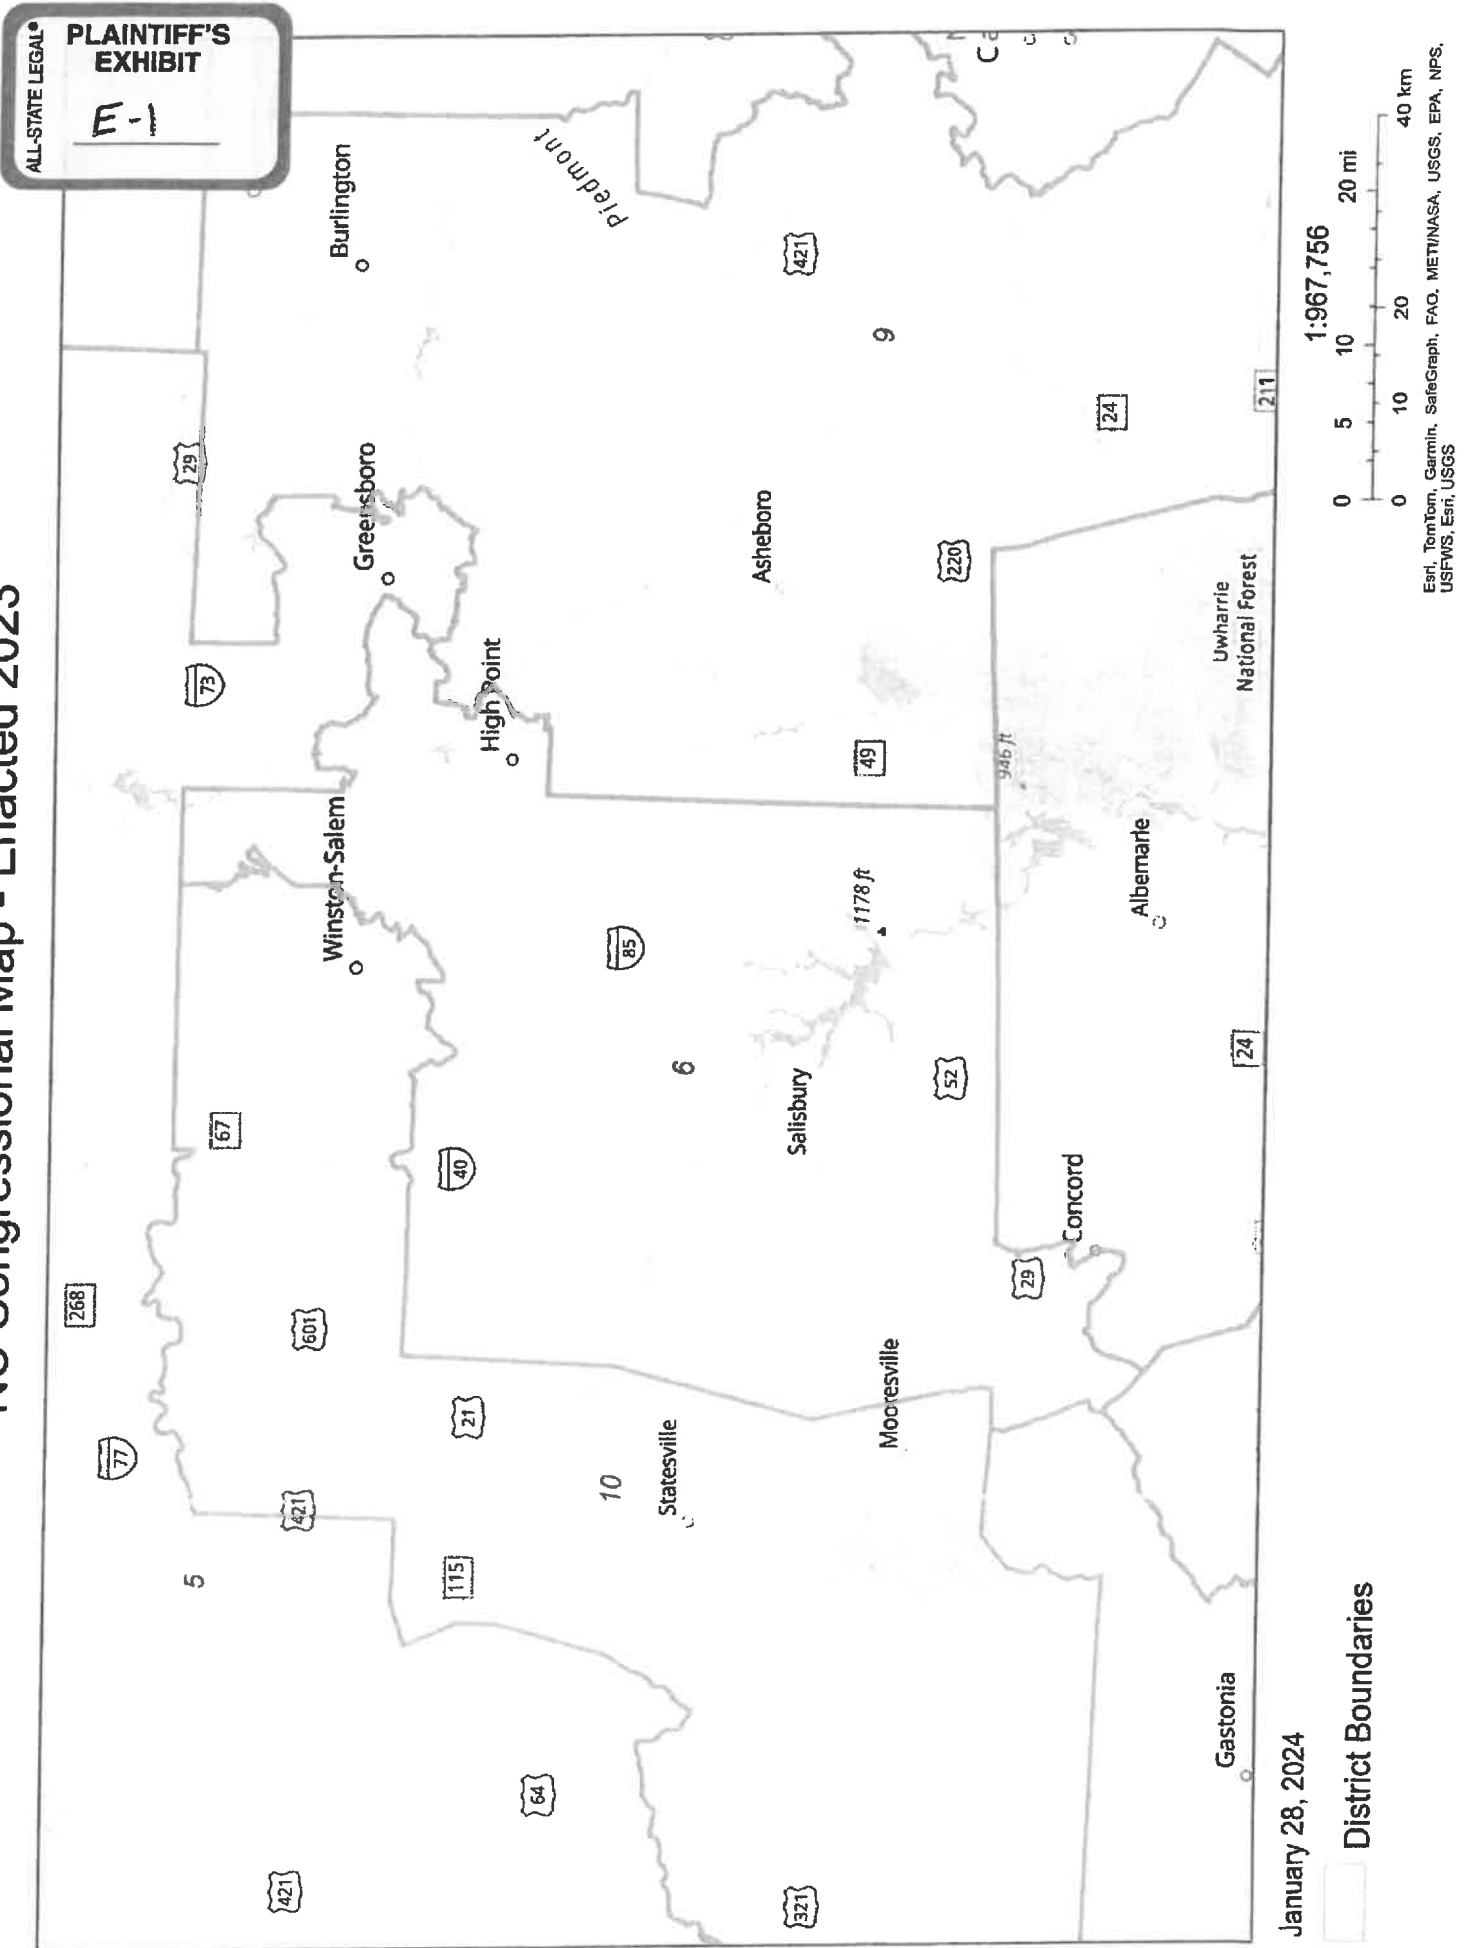 NC Congressional Map - Enacted 2023
ALL-STATE LEGAL®
PLAINTIFF'S
EXHIBIT
E-1
268
77
5
421
421
67
601
73
29
Winston-Salem
Greensboro
Burlington
Piedmont
115
21
40
High Point
64
10
Statesville
6
85
Asheboro
421
321
Mooresville
Salisbury
1178 ft
49
9
52
220
946 ft
Ca
29
Concord
Albemarle
24
Uwharrie
National Forest
Gastonia
24
211
January 28, 2024
District Boundaries
1:967,756
0 5 10 20 mi
0 10 20 40 km
Esri, TomTom, Garmin, SafeGraph, FAO, METI/NASA, USGS, EPA, NPS,
USFWS, Esri, USGS